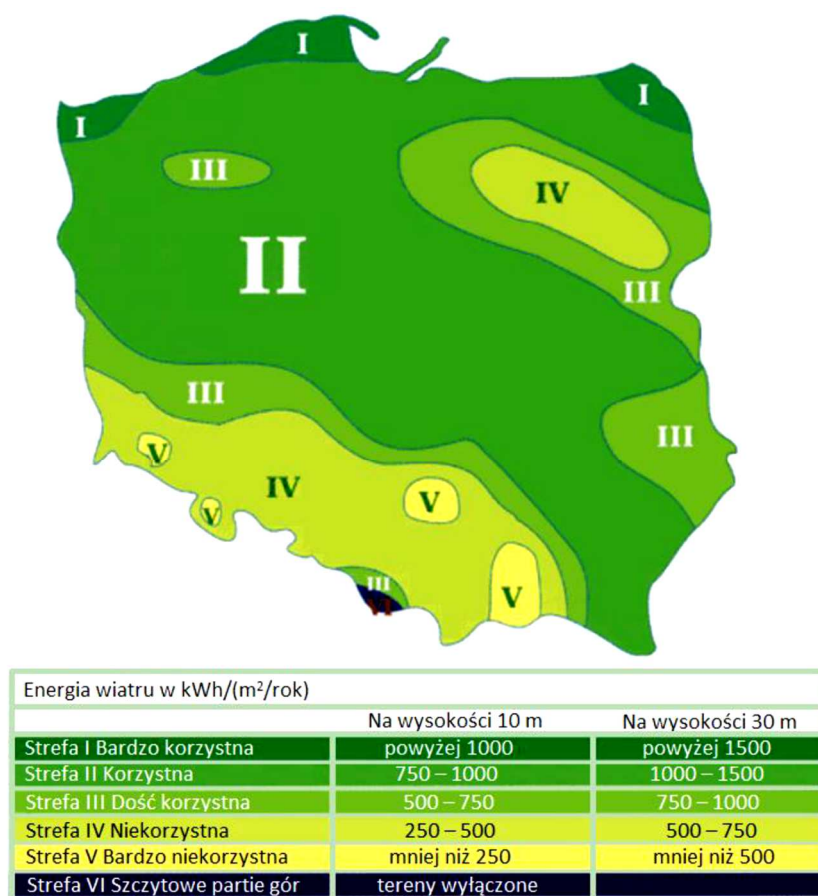 I
I
I
III
IV
II
III
III
III
V
IV
V
V
III
VI
V
Energia wiatru w kWh/(m²/rok)
Na wysokości 10 m Na wysokości 30 m
Strefa I Bardzo korzystna powyżej 1000 powyżej 1500
Strefa II Korzystna 750 – 1000 1000 – 1500
Strefa III Dość korzystna 500 – 750 750 – 1000
Strefa IV Niekorzystna 250 – 500 500 – 750
Strefa V Bardzo niekorzystna mniej niż 250 mniej niż 500
Strefa VI Szczytowe partie gór tereny wyłączone